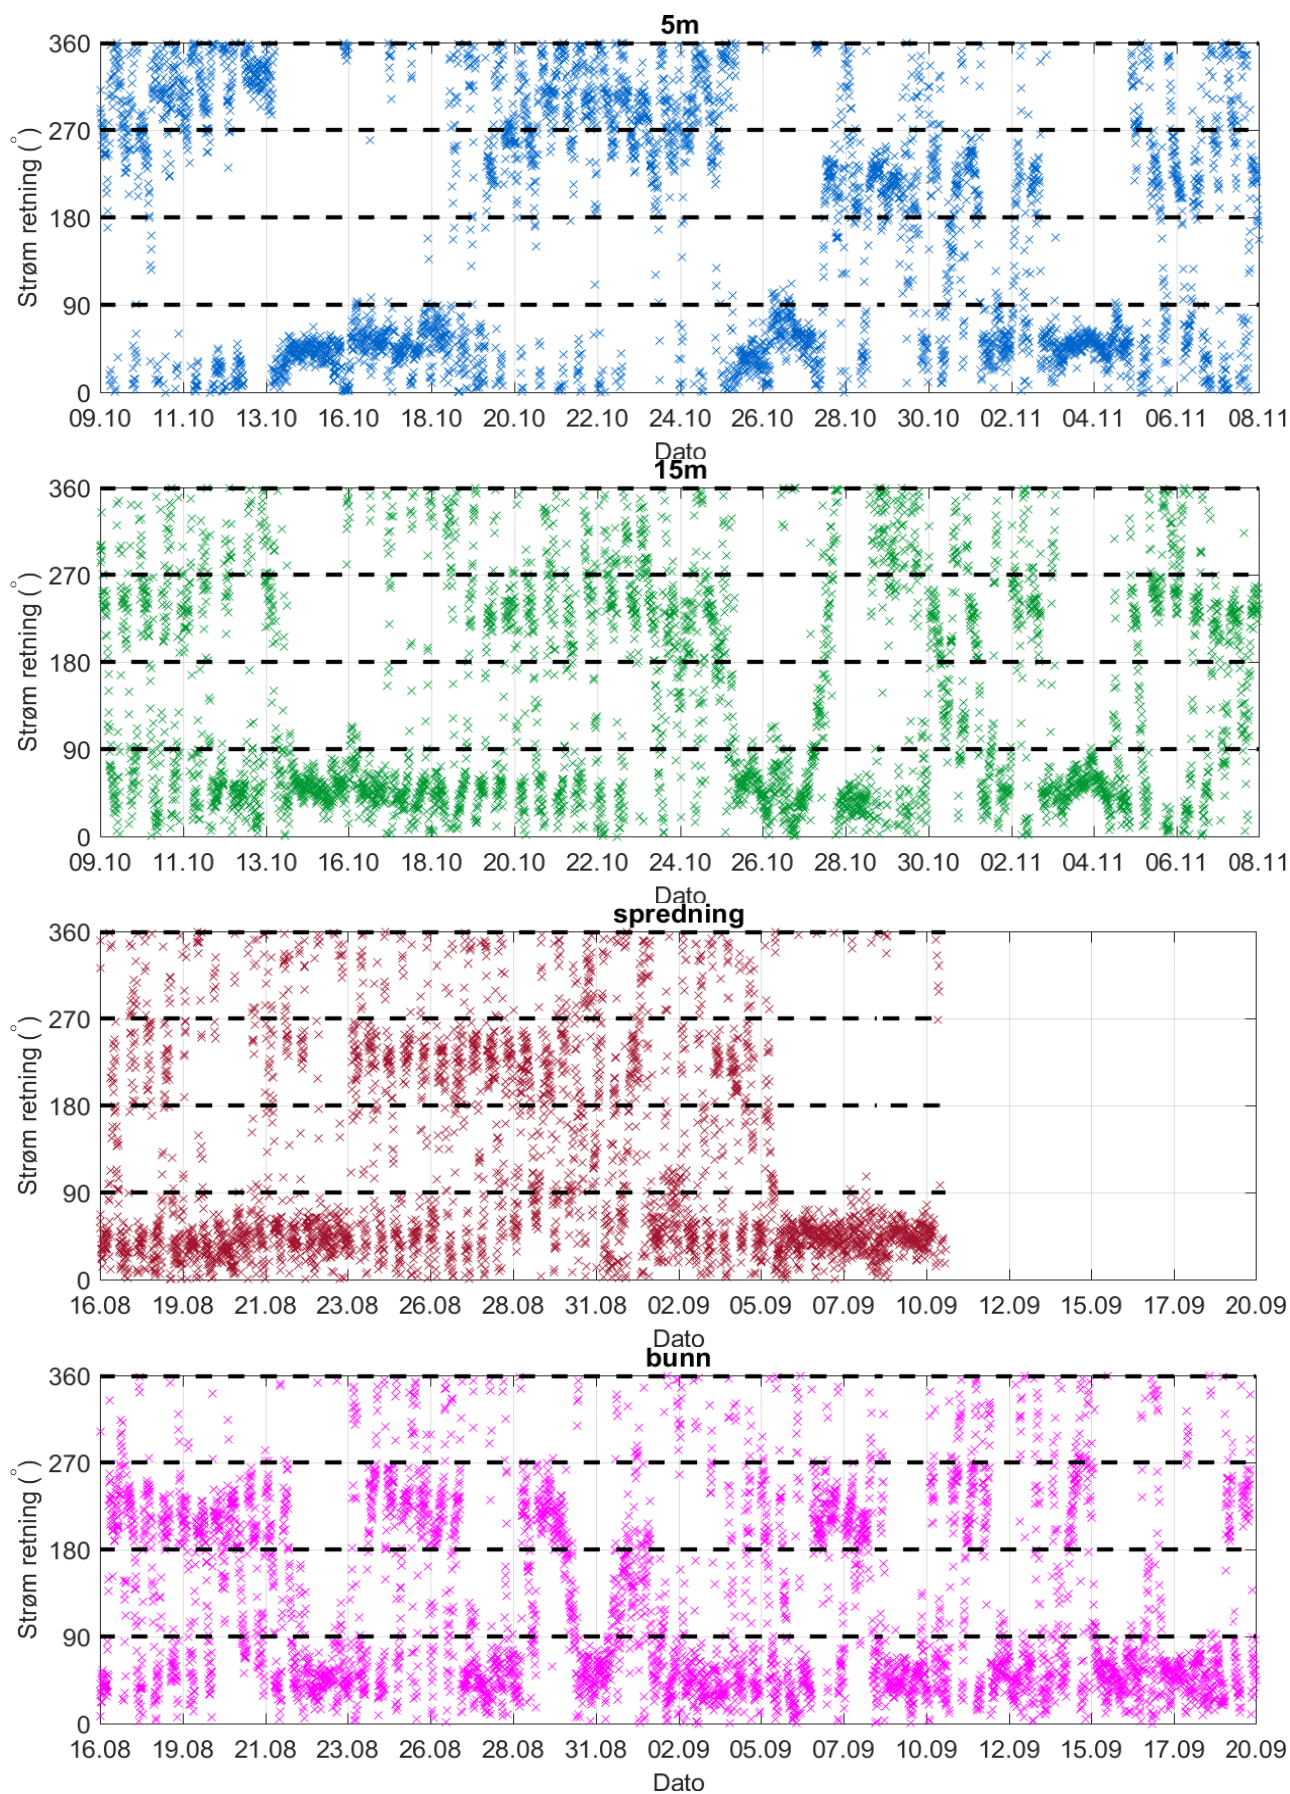 5m
360
270
180
90
0
Strøm retning (°)
09.10 11.10 13.10 16.10 18.10 20.10 22.10 24.10 26.10 28.10 30.10 02.11 04.11 06.11 08.11
Dato
15m
360
270
180
90
0
Strøm retning (°)
09.10 11.10 13.10 16.10 18.10 20.10 22.10 24.10 26.10 28.10 30.10 02.11 04.11 06.11 08.11
Dato
spredning
360
270
180
90
0
Strøm retning (°)
16.08 19.08 21.08 23.08 26.08 28.08 31.08 02.09 05.09 07.09 10.09 12.09 15.09 17.09 20.09
Dato
bunn
360
270
180
90
0
Strøm retning (°)
16.08 19.08 21.08 23.08 26.08 28.08 31.08 02.09 05.09 07.09 10.09 12.09 15.09 17.09 20.09
Dato